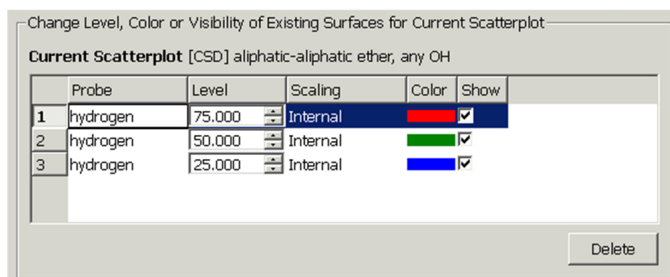 Change Level, Color or Visibility of Existing Surfaces for Current Scatterplot
Current Scatterplot [CSD] aliphatic-aliphatic ether, any OH
Probe Level Scaling Color Show
1 hydrogen 75.000 Internal
2 hydrogen 50.000 Internal
3 hydrogen 25.000 Internal
Delete